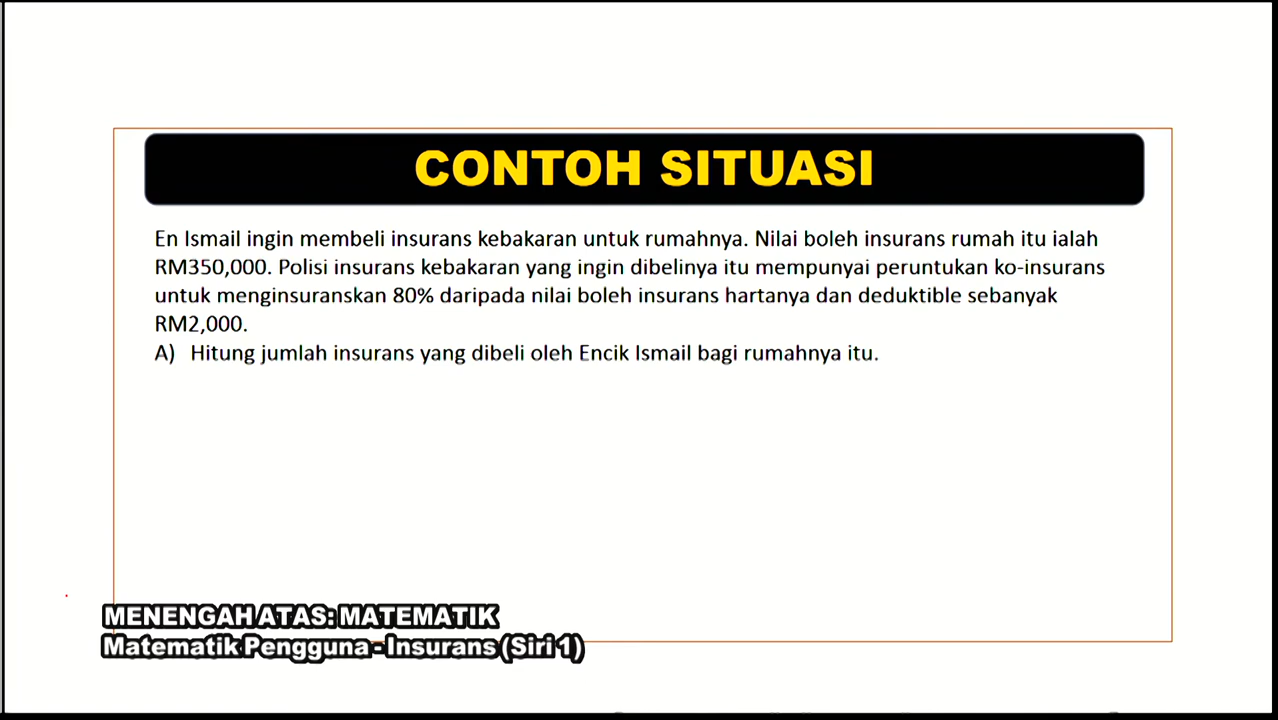 CONTOH SITUASI
En Ismail ingin membeli insurans kebakaran untuk rumahnya. Nilai boleh insurans rumah itu ialah
RM350,000. Polisi insurans kebakaran yang ingin dibelinya itu mempunyai peruntukan ko-insurans
untuk menginsuranskan 80% daripada nilai boleh insurans hartanya dan deduktible sebanyak
RM2,000.
A) Hitung jumlah insurans yang dibeli oleh Encik Ismail bagi rumahnya itu.
MENENGAH ATAS: MATEMATIK
Matematik Pengguna - Insurans (Siri 1)